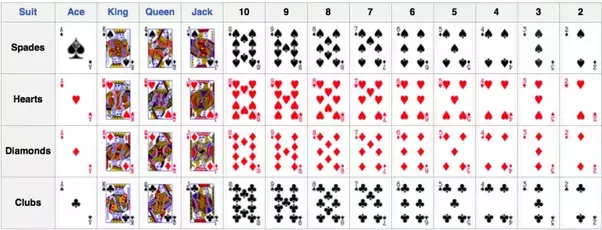 Suit Ace King Queen Jack 10 9 8 7 6 5 4 3 2
Spades
Hearts
Diamonds
Clubs